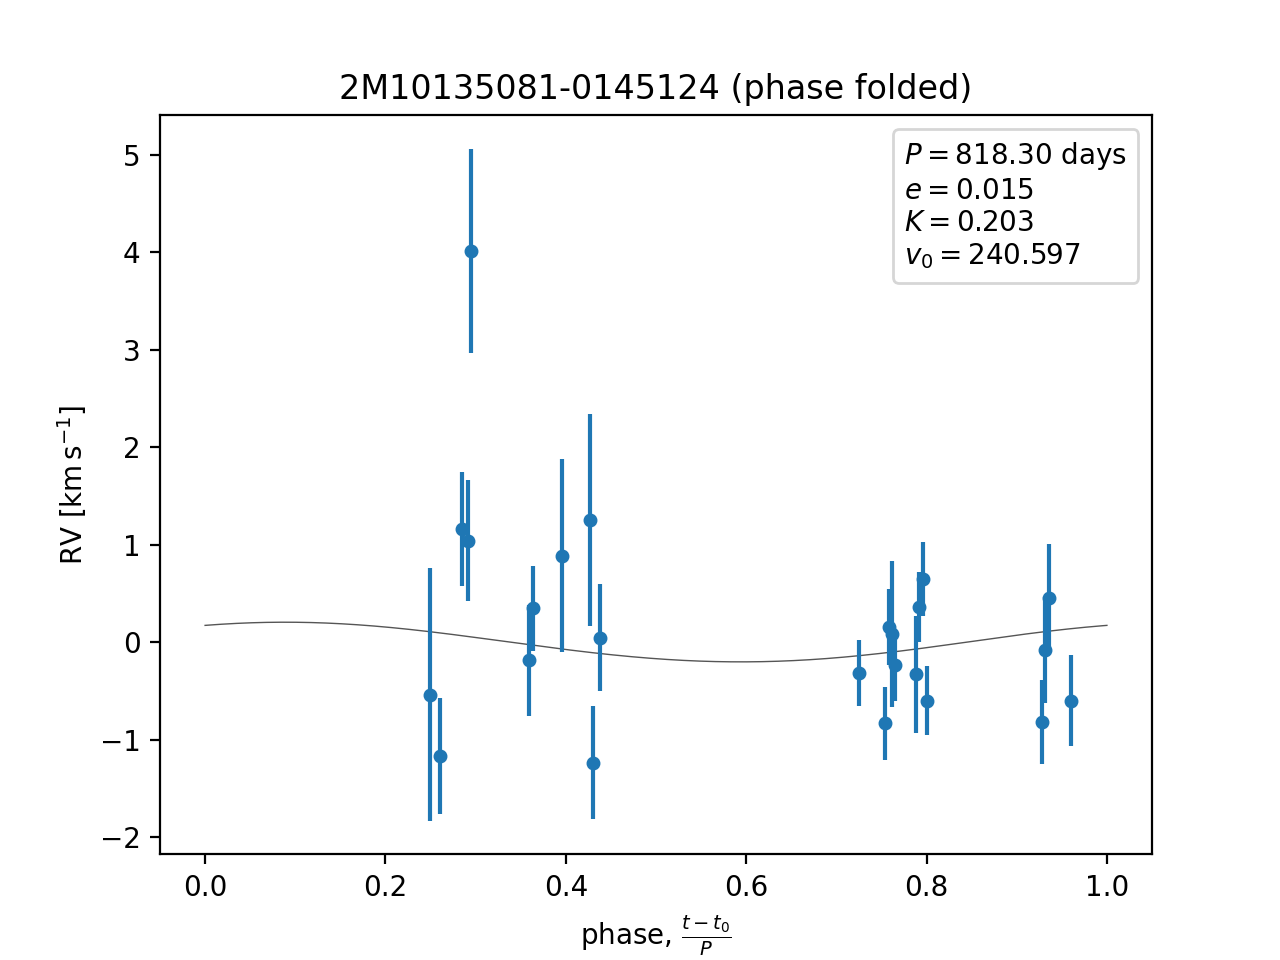 2M10135081-0145124 (phase folded)
P = 818.30 days
e = 0.015
K = 0.203
v₀ = 240.597
5
4
3
2
1
0
−1
−2
RV [km s⁻¹]
0.0 0.2 0.4 0.6 0.8 1.0
phase, (t − t₀)/P